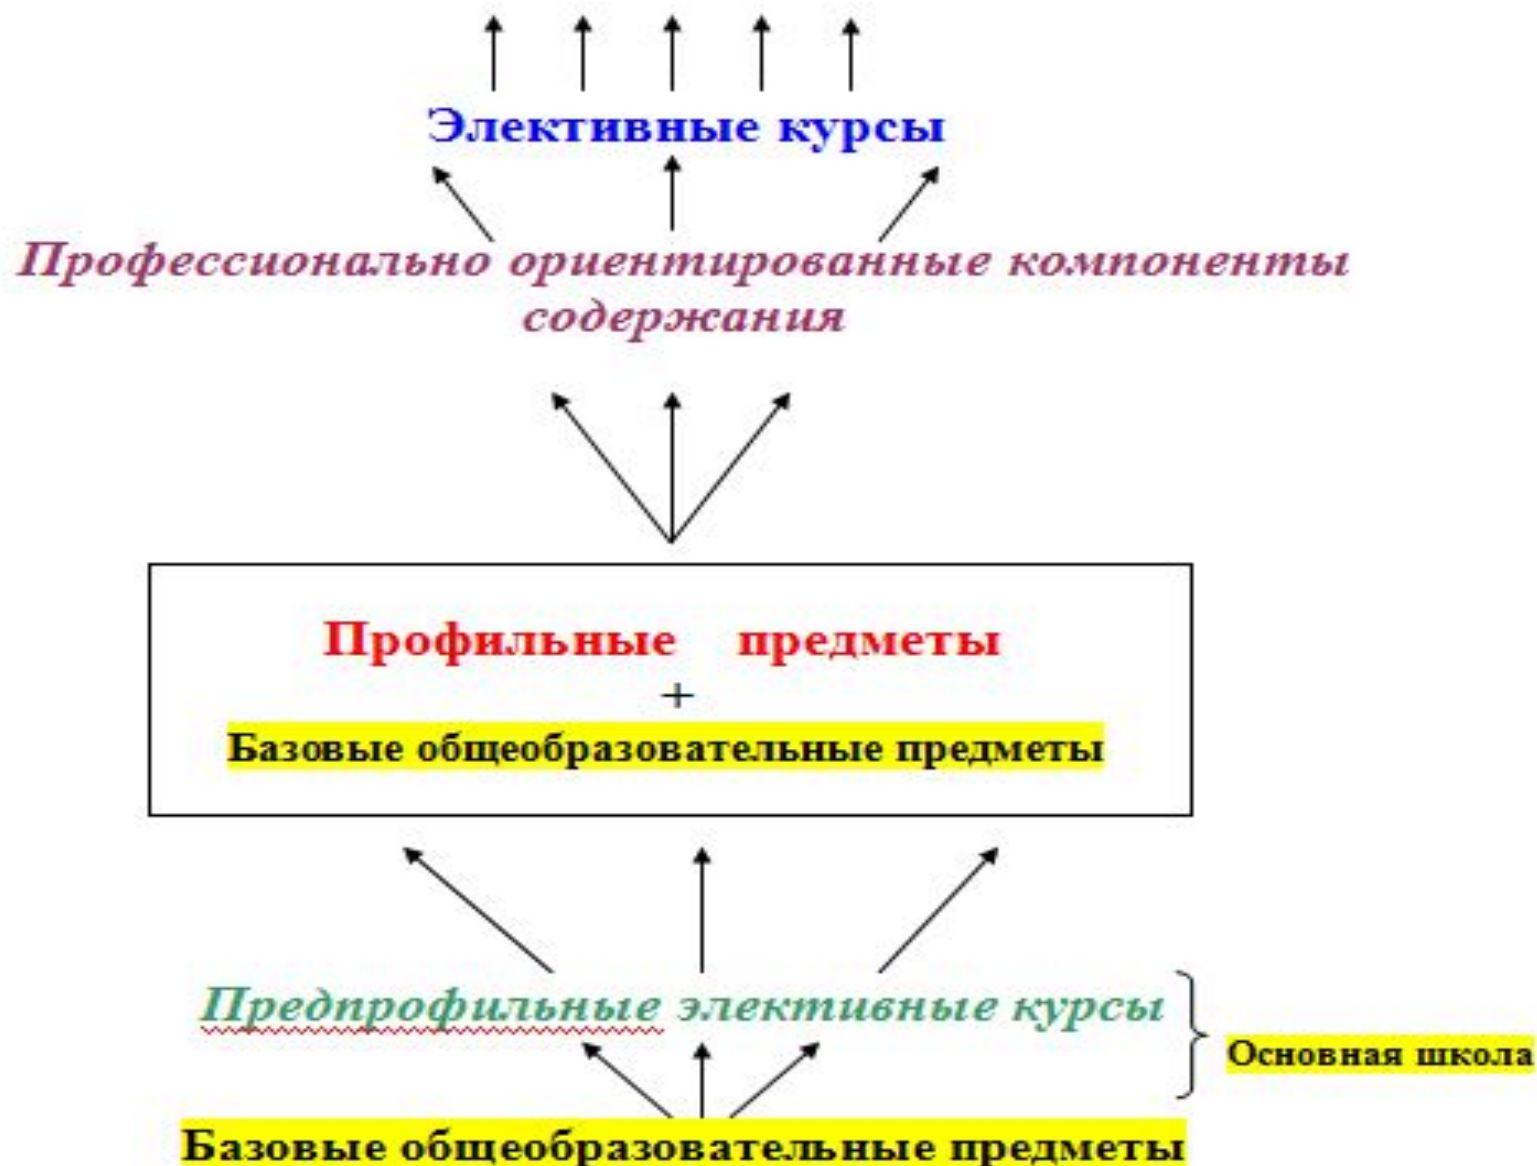 Элективные курсы
Профессионально ориентированные компоненты
содержания
Профильные предметы
+
Базовые общеобразовательные предметы
Предпрофильные элективные курсы
Основная школа
Базовые общеобразовательные предметы